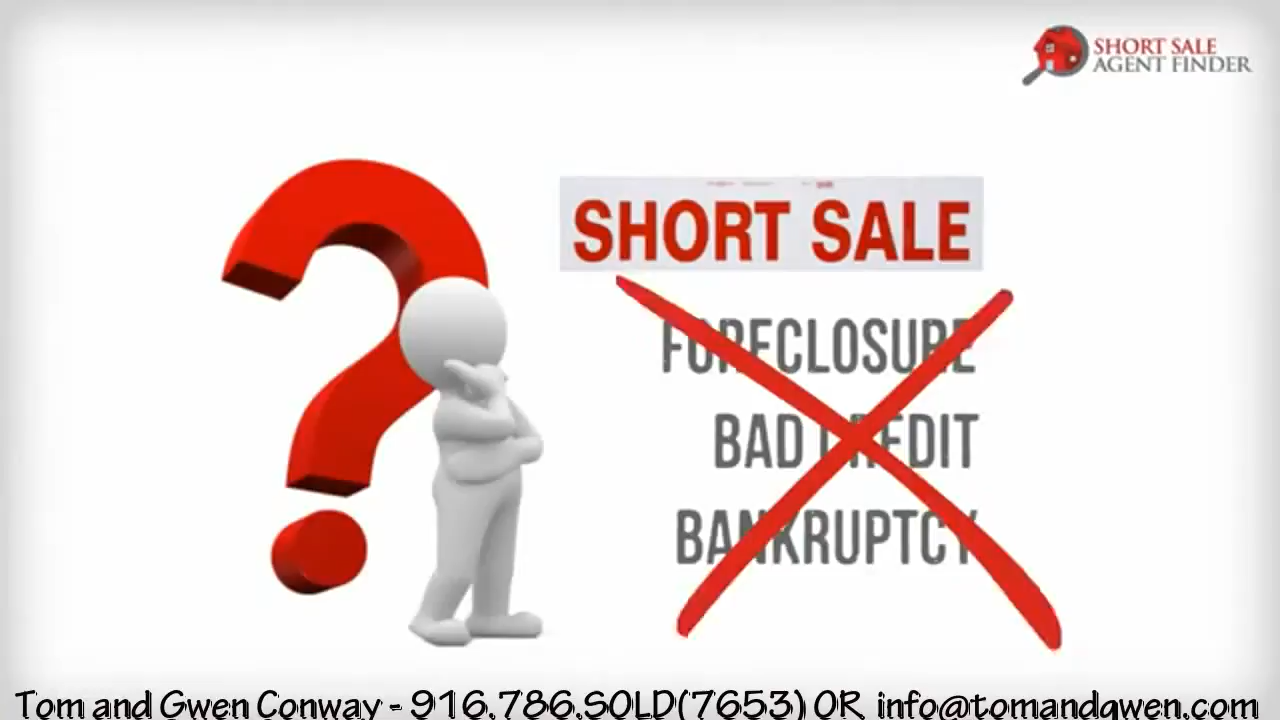 SHORT SALE
AGENT FINDER
SHORT SALE
FORECLOSURE
BAD CREDIT
BANKRUPTCY
Tom and Gwen Conway - 916.786.SOLD(7653) OR info@tomandgwen.com